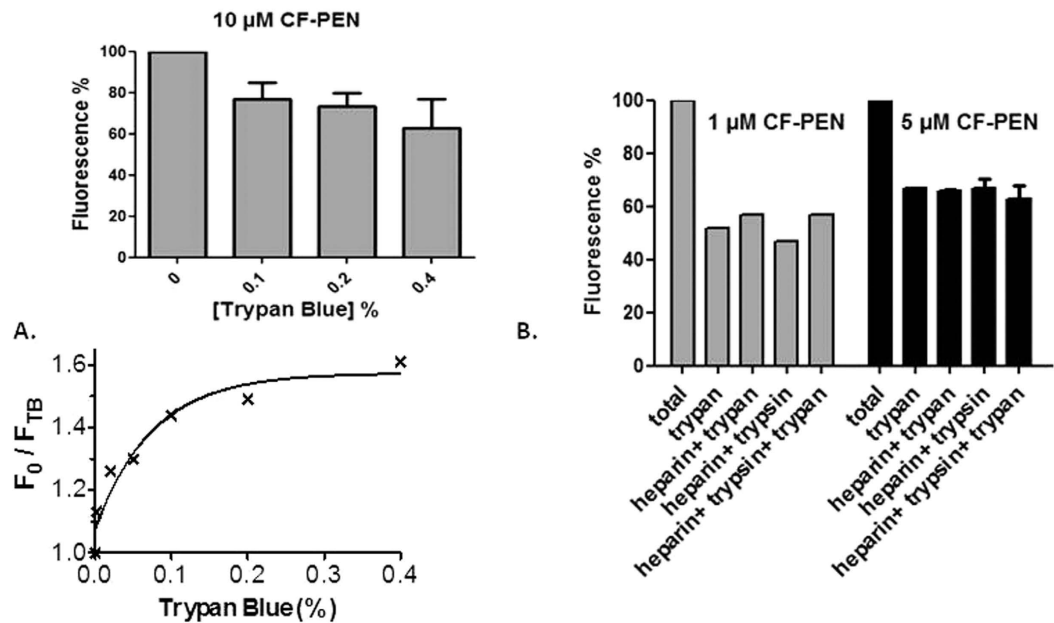 10 µM CF-PEN
Fluorescence %
100
80
60
40
20
0
0
0.1
0.2
0.4
[Trypan Blue] %
A.
F0 / FTB
1.6
1.4
1.2
1.0
0.0
0.1
0.2
0.3
0.4
Trypan Blue (%)
B.
Fluorescence %
100
80
60
40
20
0
1 µM CF-PEN
5 µM CF-PEN
total
trypan
heparin+ trypan
heparin+ trypsin
heparin+ trypsin+ trypan
total
trypan
heparin+ trypan
heparin+ trypsin
heparin+ trypsin+ trypan